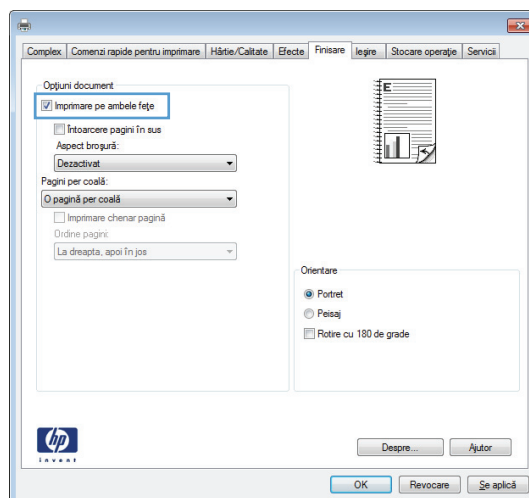 Complex Comenzi rapide pentru imprimare Hârtie/Calitate Efecte Finisare Ieşire Stocare operaţie Servicii
Opţiuni document
Imprimare pe ambele feţe
Întoarcere pagini în sus
Aspect broşură:
Dezactivat
Pagini per coală:
O pagină per coală
Imprimare chenar pagină
Ordine pagini:
La dreapta, apoi în jos
E
Orientare
Portret
Peisaj
Rotire cu 180 de grade
hp
invent
Despre... Ajutor
OK Revocare Se aplică